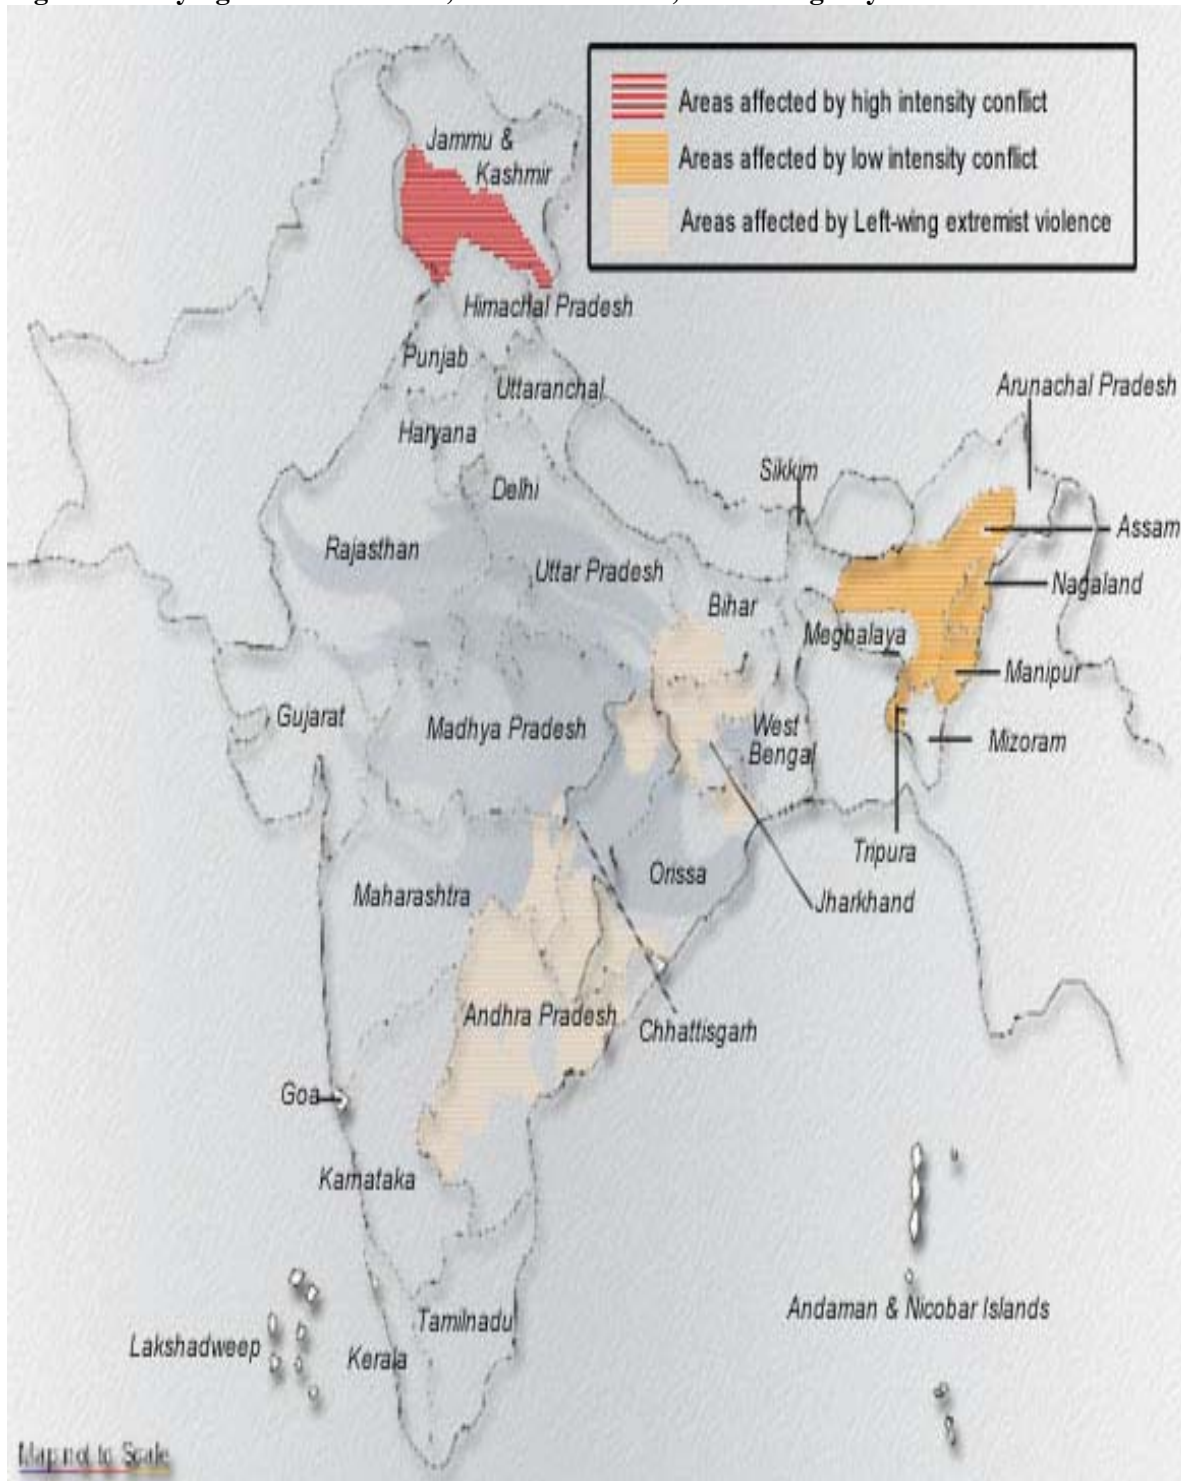 Areas affected by high intensity conflict
Areas affected by low intensity conflict
Areas affected by Left-wing extremist violence
Jammu &
Kashmir
Himachal Pradesh
Punjab
Uttaranchal
Arunachal Pradesh
Haryana
Sikkim
Delhi
Assam
Rajasthan
Uttar Pradesh
Nagaland
Bihar
Meghalaya
Manipur
Gujarat
Madhya Pradesh
West
Bengal
Mizoram
Tripura
Orissa
Maharashtra
Jharkhand
Andhra Pradesh
Chhattisgarh
Goa
Karnataka
Andaman & Nicobar Islands
Tamilnadu
Lakshadweep
Kerala
Map not to Scale